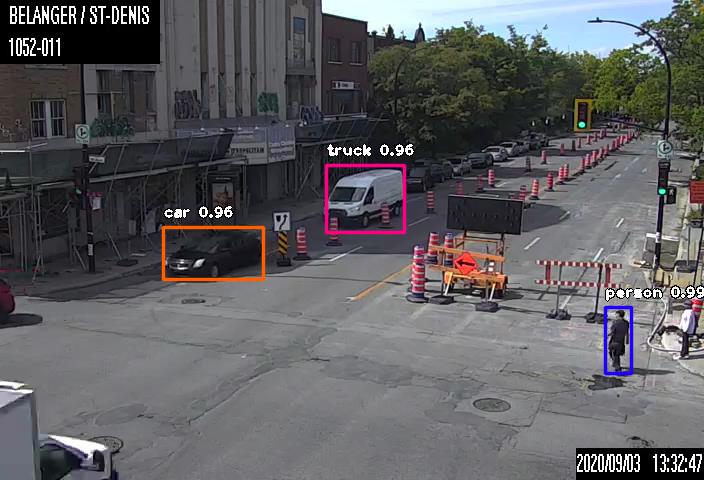 BELANGER / ST-DENIS
1052-011
truck 0.96
car 0.96
person 0.99
2020/09/03 13:32:47